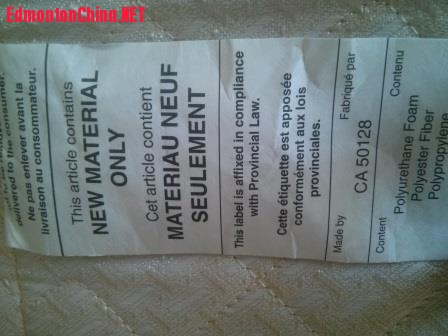 EdmontonChina.NET
delivered to the consumer.
Ne pas enlever avant la
livraison au consommateur.
This article contains
NEW MATERIAL
ONLY
Cet article contient
MATERIAU NEUF
SEULEMENT
This label is affixed in compliance
with Provincial Law.
Cette étiquette est apposée
conformément aux lois
provinciales.
Made by
Fabriqué par
CA 50128
Content
Contenu
Polyurethane Foam
Polyester Fiber
Polypropylene